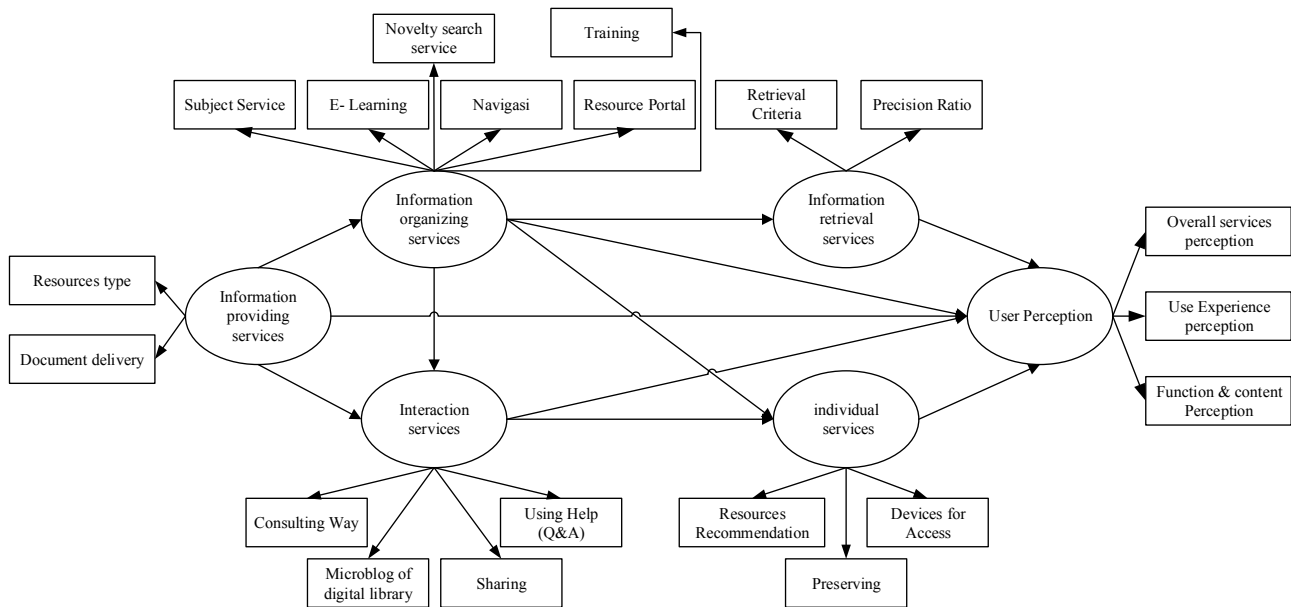 Novelty search
service
Training
Subject Service
E- Learning
Navigasi
Resource Portal
Retrieval
Criteria
Precision Ratio
Information
organizing
services
Information
retrieval services
Overall services
perception
Resources type
Information
providing
services
User Perception
Use Experience
perception
Document delivery
Function & content
Perception
Interaction
services
individual
services
Consulting Way
Using Help
(Q&A)
Resources
Recommendation
Devices for
Access
Microblog of
digital library
Sharing
Preserving